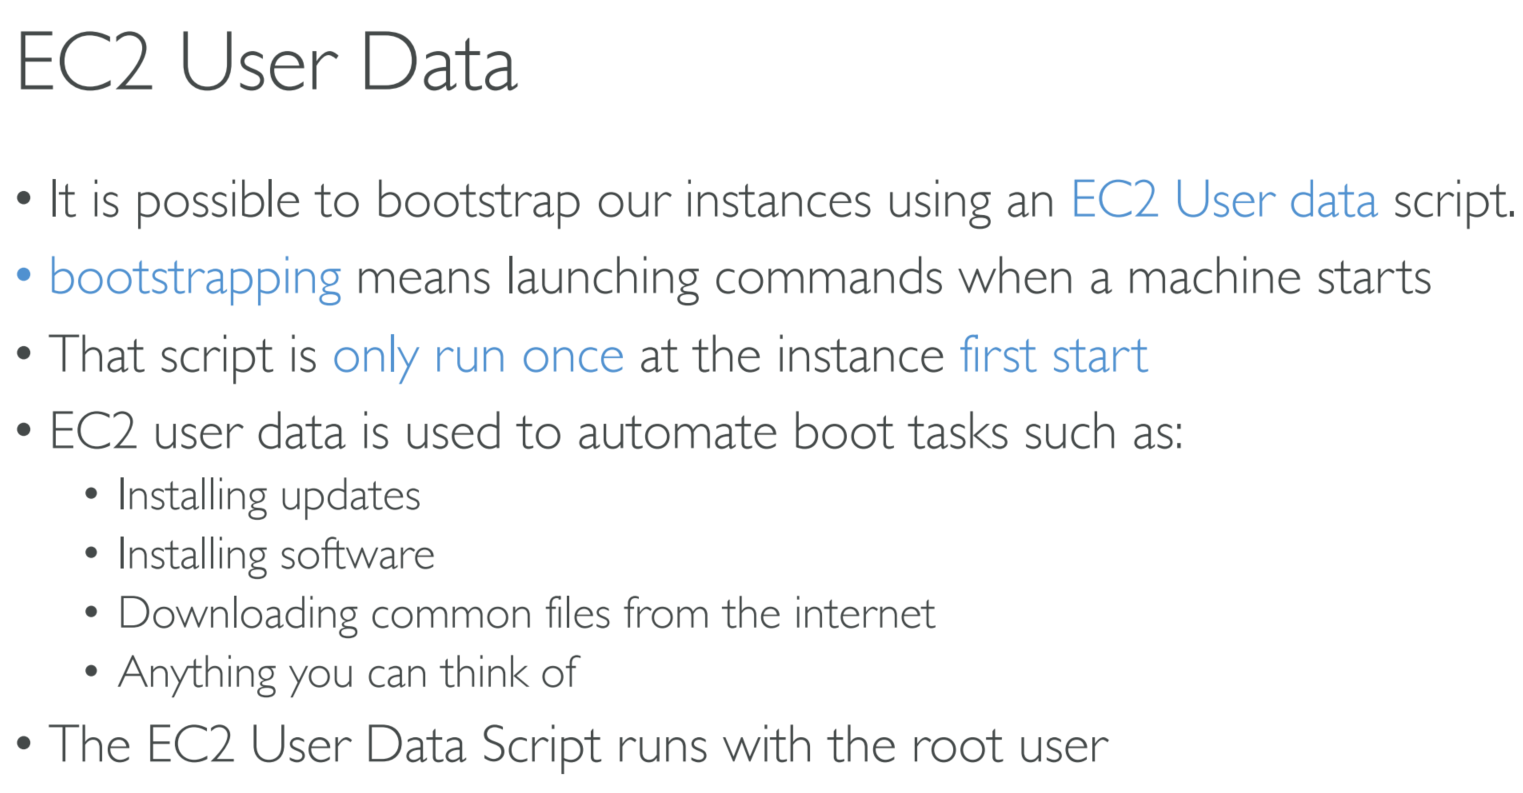 EC2 User Data
• It is possible to bootstrap our instances using an EC2 User data script.
• bootstrapping means launching commands when a machine starts
• That script is only run once at the instance first start
• EC2 user data is used to automate boot tasks such as:
• Installing updates
• Installing software
• Downloading common files from the internet
• Anything you can think of
• The EC2 User Data Script runs with the root user